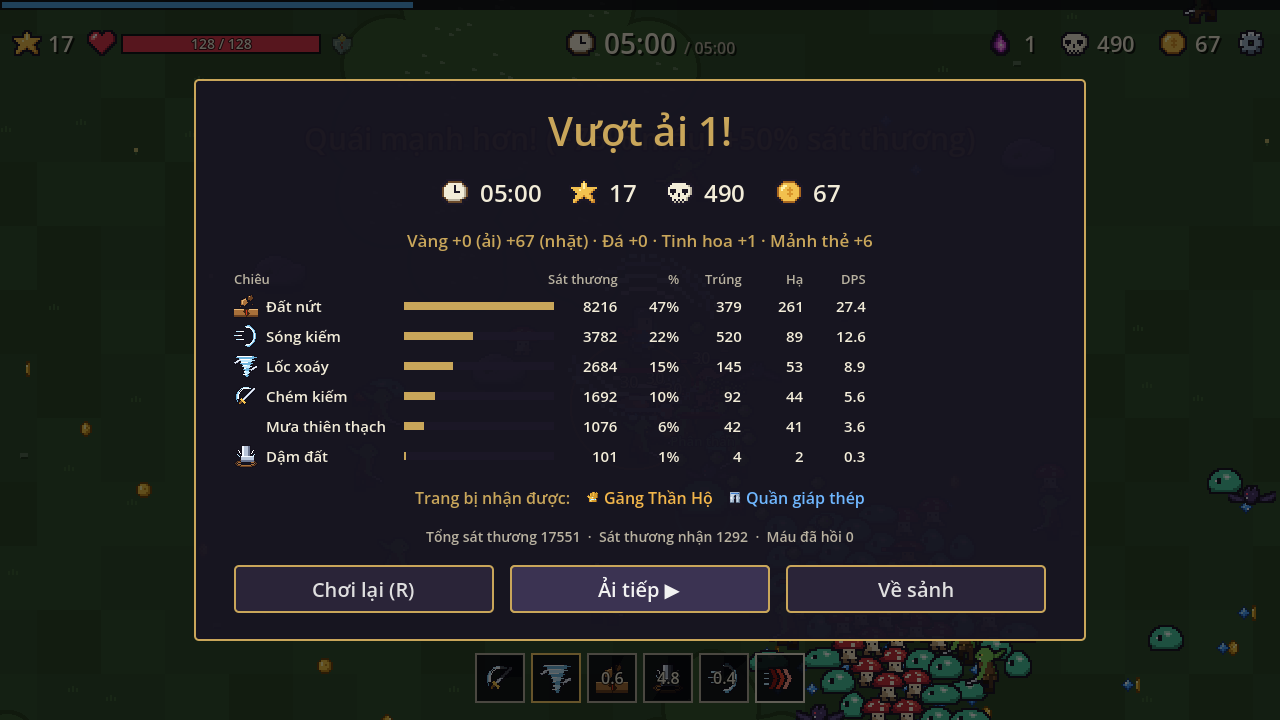 17 128 / 128 05:00 / 05:00 1 490 67
Quái mạnh hơn! 50% sát thương)
Vượt ải 1!
05:00 17 490 67
Vàng +0 (ải) +67 (nhặt) · Đá +0 · Tinh hoa +1 · Mảnh thẻ +6
Chiêu Sát thương % Trúng Hạ DPS
Đất nứt 8216 47% 379 261 27.4
Sóng kiếm 3782 22% 520 89 12.6
Lốc xoáy 2684 15% 145 53 8.9
Chém kiếm 1692 10% 92 44 5.6
Mưa thiên thạch 1076 6% 42 41 3.6
Dậm đất 101 1% 4 2 0.3
Trang bị nhận được: Găng Thần Hộ Quần giáp thép
Tổng sát thương 17551 · Sát thương nhận 1292 · Máu đã hồi 0
Chơi lại (R) Ải tiếp ▶ Về sảnh
0.6 4.8 0.4